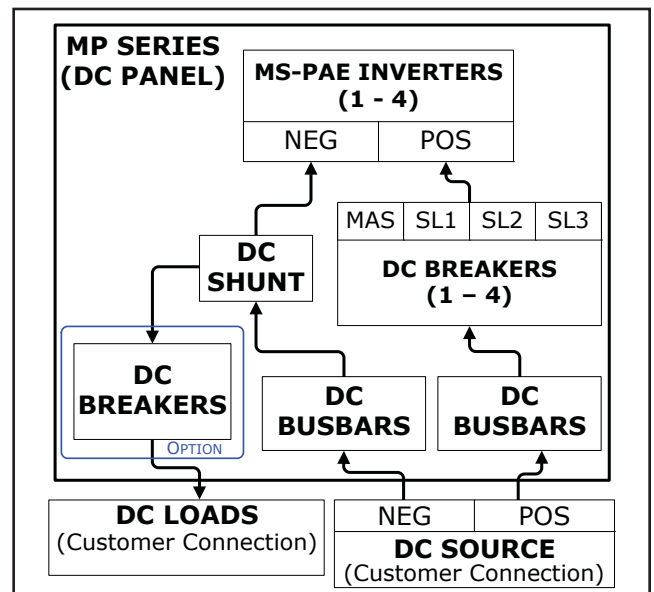 MP SERIES
(DC PANEL)
MS-PAE INVERTERS
(1 - 4)
NEG POS
MAS SL1 SL2 SL3
DC BREAKERS
(1 – 4)
DC
SHUNT
DC
BREAKERS
OPTION
DC
BUSBARS
DC
BUSBARS
DC LOADS
(Customer Connection)
NEG POS
DC SOURCE
(Customer Connection)